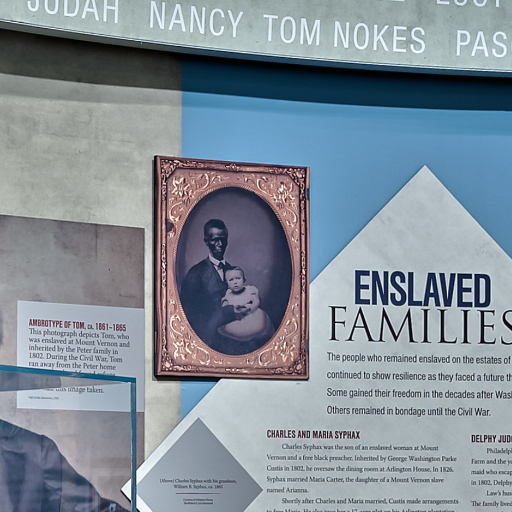 JUDAH NANCY TOM NOKES
AMBROTYPE OF TOM, ca. 1861–1865
This photograph depicts Tom, who
was enslaved at Mount Vernon and
inherited by the Peter family in
1802. During the Civil War, Tom
ran away from the Peter home
this image taken.
ENSLAVED
FAMILIES
The people who remained enslaved on the estates of
continued to show resilience as they faced a future th
Some gained their freedom in the decades after Was
Others remained in bondage until the Civil War.
CHARLES AND MARIA SYPHAX
Charles Syphax was the son of an enslaved woman at Mount
Vernon and a free black preacher. Inherited by George Washington Parke
Custis in 1802, he oversaw the dining room at Arlington House. In 1826,
Syphax married Maria Carter, the daughter of a Mount Vernon slave
named Arianna.
Shortly after Charles and Maria married, Custis made arrangements
DELPHY JUD
Philadelp
Farm and the yo
maid who escap
in 1802, Delphy
Law's hus
The family lived
(Above) Charles Syphax with his grandson,
William B. Syphax, ca. 1865